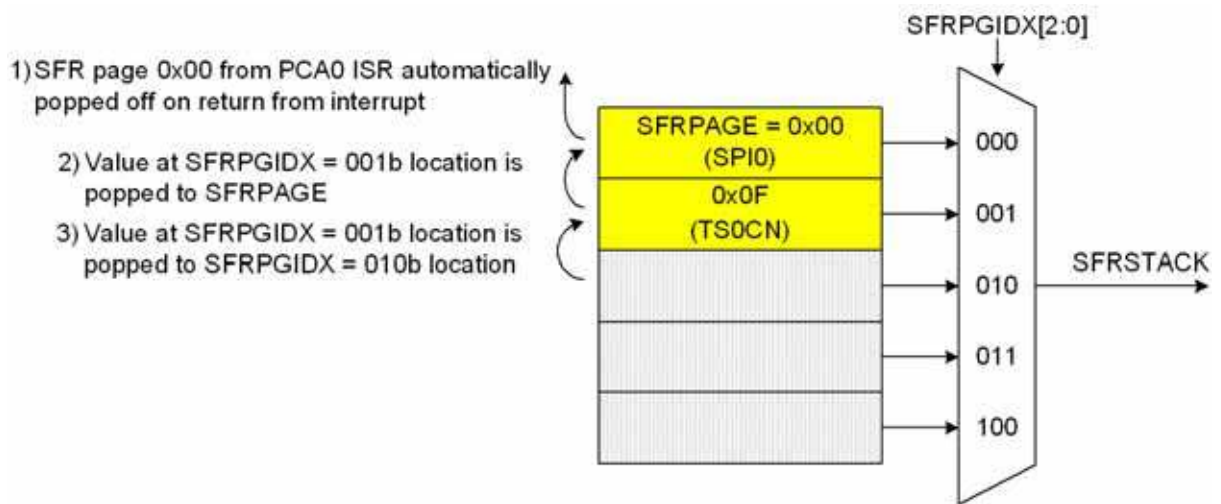 SFRPGIDX[2:0]
1) SFR page 0x00 from PCA0 ISR automatically
popped off on return from interrupt
2) Value at SFRPGIDX = 001b location is
popped to SFRPAGE
3) Value at SFRPGIDX = 001b location is
popped to SFRPGIDX = 010b location
SFRPAGE = 0x00
(SPI0)
0x0F
(TS0CN)
000
001
010
011
100
SFRSTACK